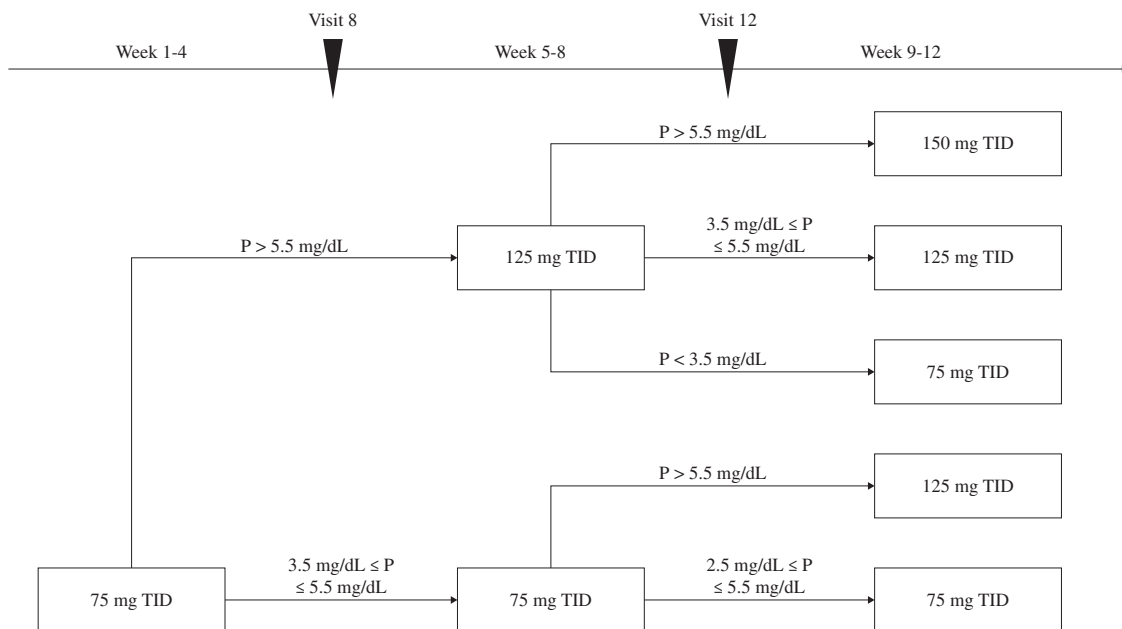 Visit 8
Visit 12
Week 1-4
Week 5-8
Week 9-12
P > 5.5 mg/dL
150 mg TID
P > 5.5 mg/dL
125 mg TID
3.5 mg/dL ≤ P
≤ 5.5 mg/dL
125 mg TID
P < 3.5 mg/dL
75 mg TID
P > 5.5 mg/dL
125 mg TID
75 mg TID
3.5 mg/dL ≤ P
≤ 5.5 mg/dL
75 mg TID
2.5 mg/dL ≤ P
≤ 5.5 mg/dL
75 mg TID